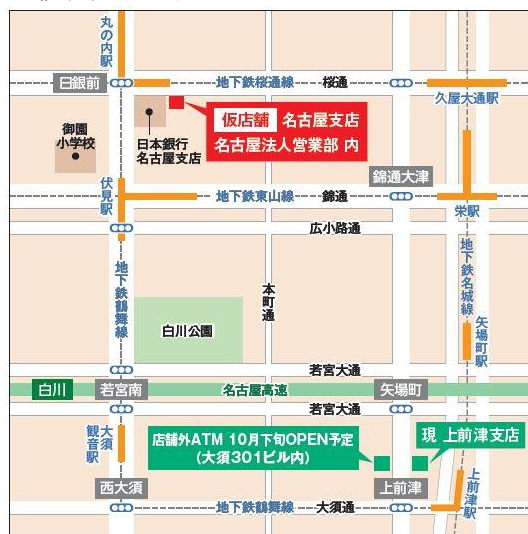 丸の内駅
日銀前
地下鉄桜通線
桜通
久屋大通駅
仮店舗 名古屋支店
名古屋法人営業部 内
御園
小学校
日本銀行
名古屋支店
錦通大津
伏見駅
地下鉄東山線
錦通
栄駅
広小路通
地下鉄鶴舞線
本町通
地下鉄名城線
矢場町駅
白川公園
若宮大通
白川
若宮南
名古屋高速
矢場町
若宮大通
大須
観音駅
店舗外ATM 10月下旬OPEN予定
(大須301ビル内)
現 上前津支店
西大須
上前津
上前津駅
地下鉄鶴舞線
大須通